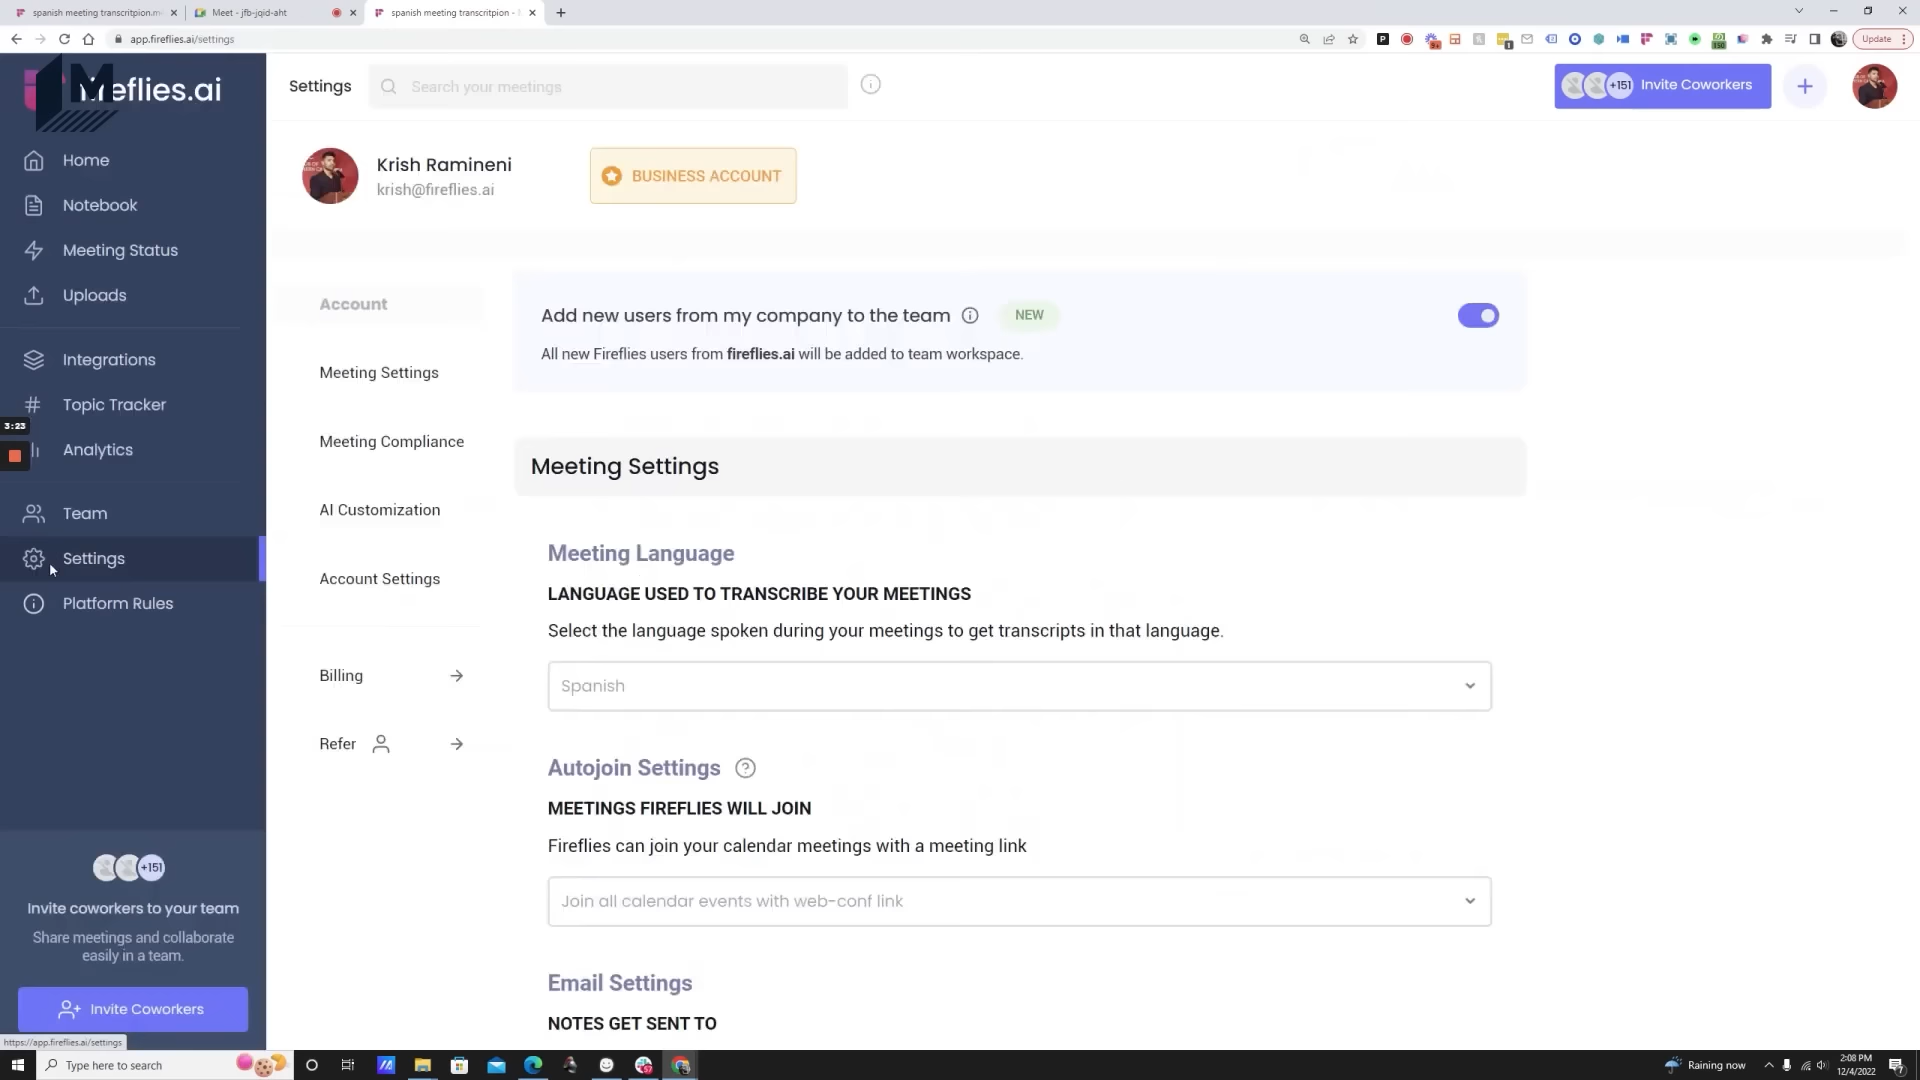 spanish meeting transcritpion.m
Meet - jfb-jqid-aht
spanish meeting transcritpion -
app.fireflies.ai/settings
Update
fireflies.ai
Settings
Search your meetings
+151 Invite Coworkers
Home
Notebook
Meeting Status
Uploads
Integrations
Topic Tracker
3:23
Analytics
Team
Settings
Platform Rules
+151
Invite coworkers to your team
Share meetings and collaborate
easily in a team.
Invite Coworkers
https://app.fireflies.ai/settings
Krish Ramineni
krish@fireflies.ai
BUSINESS ACCOUNT
Account
Meeting Settings
Meeting Compliance
AI Customization
Account Settings
Billing
Refer
Add new users from my company to the team
NEW
All new Fireflies users from fireflies.ai will be added to team workspace.
Meeting Settings
Meeting Language
LANGUAGE USED TO TRANSCRIBE YOUR MEETINGS
Select the language spoken during your meetings to get transcripts in that language.
Spanish
Autojoin Settings
MEETINGS FIREFLIES WILL JOIN
Fireflies can join your calendar meetings with a meeting link
Join all calendar events with web-conf link
Email Settings
NOTES GET SENT TO
Type here to search
Raining now
2:08 PM
12/4/2022